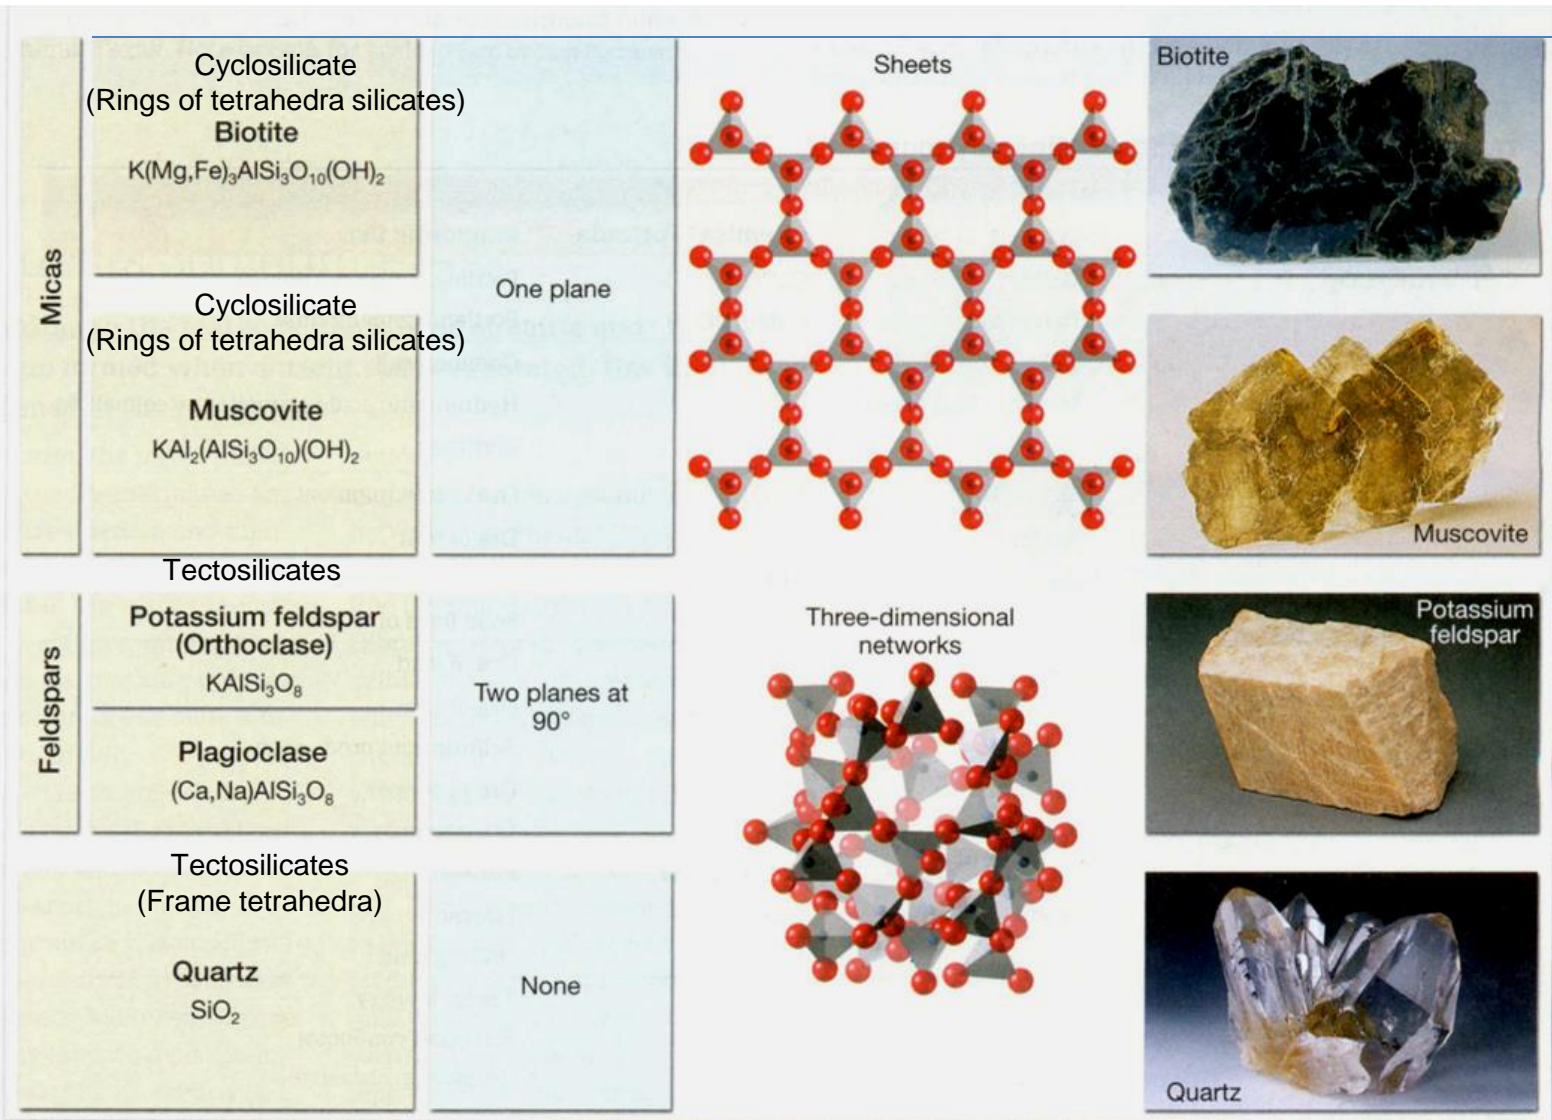 Micas
Cyclosilicate
(Rings of tetrahedra silicates)
Biotite
K(Mg,Fe)₃AlSi₃O₁₀(OH)₂
Cyclosilicate
(Rings of tetrahedra silicates)
Muscovite
KAl₂(AlSi₃O₁₀)(OH)₂
One plane
Sheets
Biotite
Muscovite
Feldspars
Tectosilicates
Potassium feldspar
(Orthoclase)
KAlSi₃O₈
Plagioclase
(Ca,Na)AlSi₃O₈
Two planes at
90°
Three-dimensional
networks
Potassium
feldspar
Tectosilicates
(Frame tetrahedra)
Quartz
SiO₂
None
Quartz